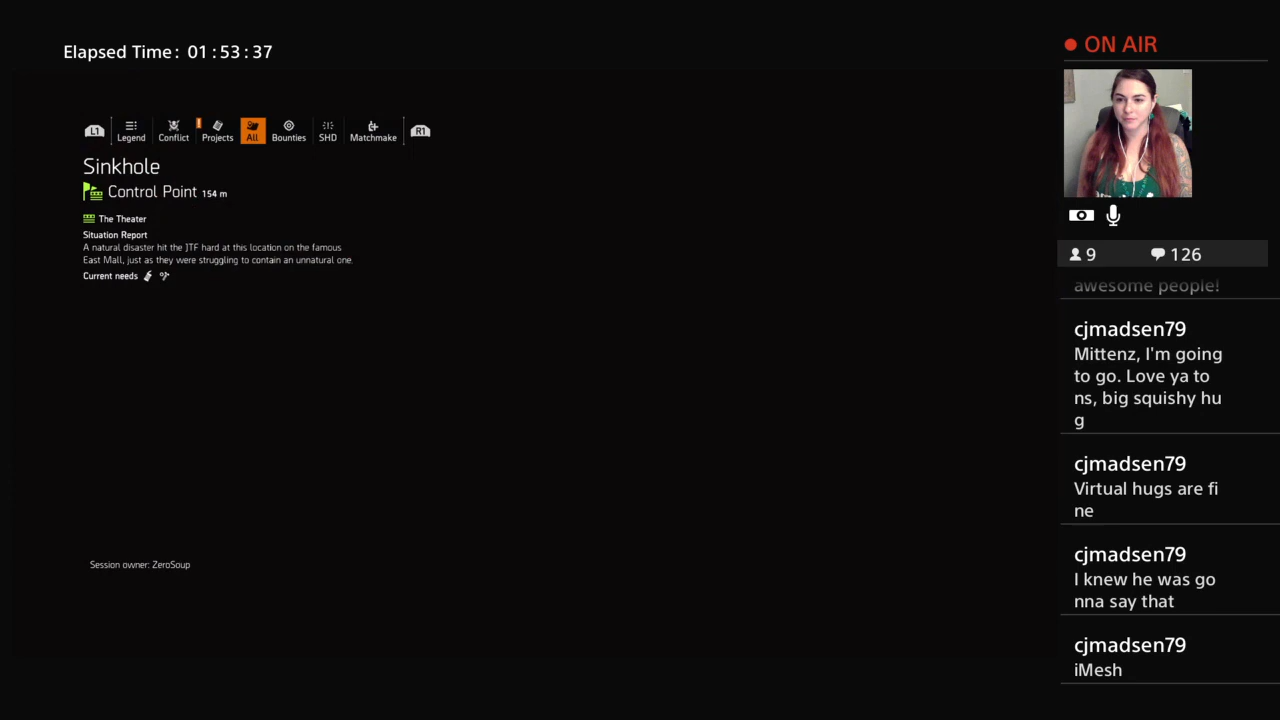 Elapsed Time: 01:53:37
ON AIR
L1 Legend Conflict Projects All Bounties SHD Matchmake R1
Sinkhole
Control Point 154 m
The Theater
Situation Report
A natural disaster hit the JTF hard at this location on the famous
East Mall, just as they were struggling to contain an unnatural one.
Current needs
Session owner: ZeroSoup
9 126
awesome people!
cjmadsen79
Mittenz, I'm going
to go. Love ya to
ns, big squishy hu
g
cjmadsen79
Virtual hugs are fi
ne
cjmadsen79
I knew he was go
nna say that
cjmadsen79
iMesh